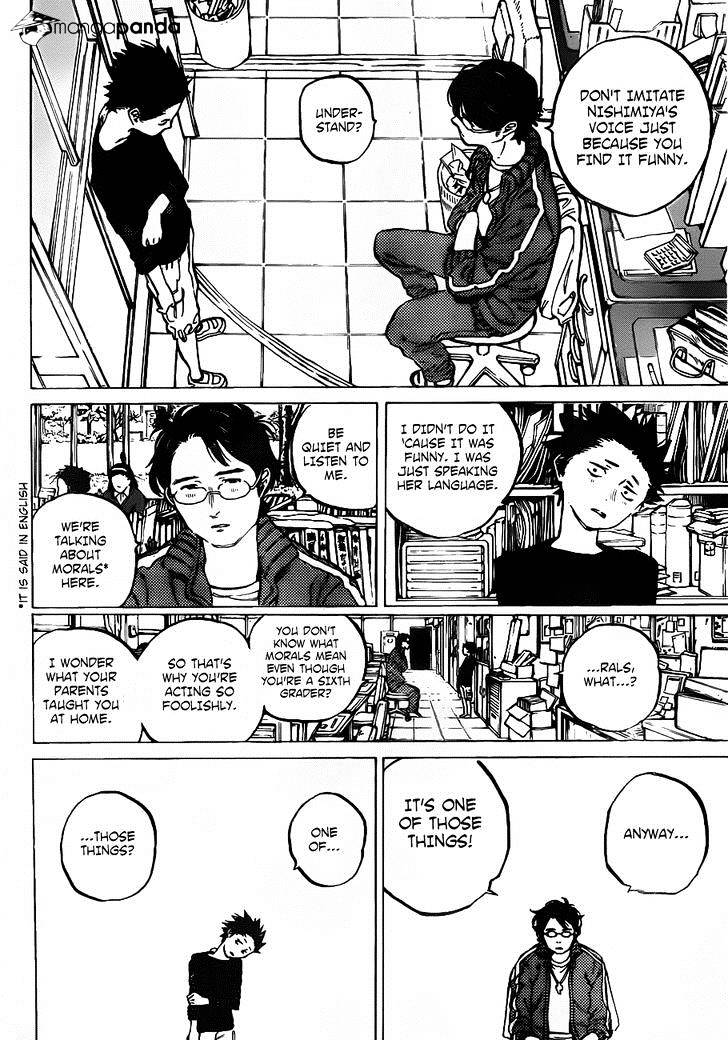 mangapanda
DON'T IMITATE
NISHIMIYA'S
VOICE JUST
BECAUSE YOU
FIND IT FUNNY.
UNDER-
STAND?
I DIDN'T DO IT
'CAUSE IT WAS
FUNNY. I
WAS JUST
SPEAKING
HER LANGUAGE.
BE
QUIET AND
LISTEN TO
ME.
WE'RE
TALKING
ABOUT
MORALS*
HERE.
*IT IS SAID IN ENGLISH
...RALS,
WHAT...?
YOU DON'T
KNOW WHAT
MORALS MEAN
EVEN THOUGH
YOU'RE A SIXTH
GRADER?
SO THAT'S
WHY YOU'RE
ACTING SO
FOOLISHLY.
I WONDER
WHAT YOUR
PARENTS
TAUGHT YOU
AT HOME.
ANYWAY...
IT'S ONE
OF THOSE
THINGS!
ONE
OF...
...THOSE
THINGS?